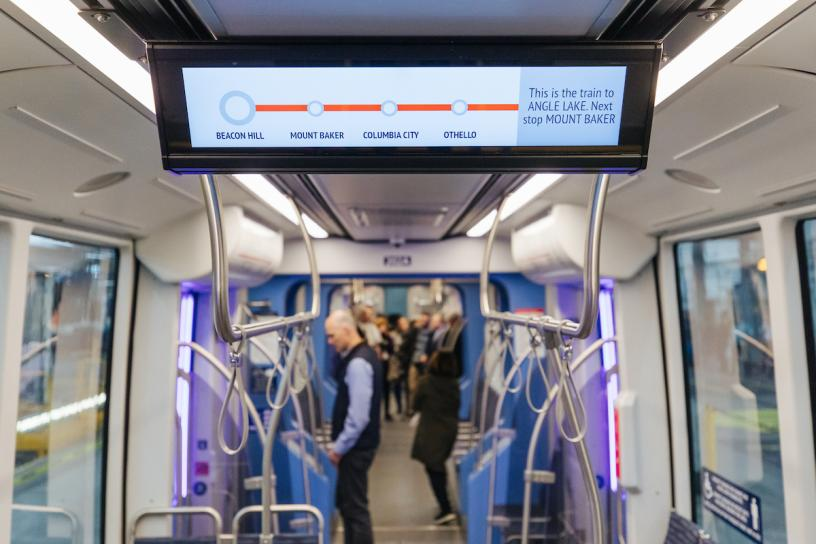 This is the train to
ANGLE LAKE. Next
stop MOUNT BAKER
BEACON HILL
MOUNT BAKER
COLUMBIA CITY
OTHELLO